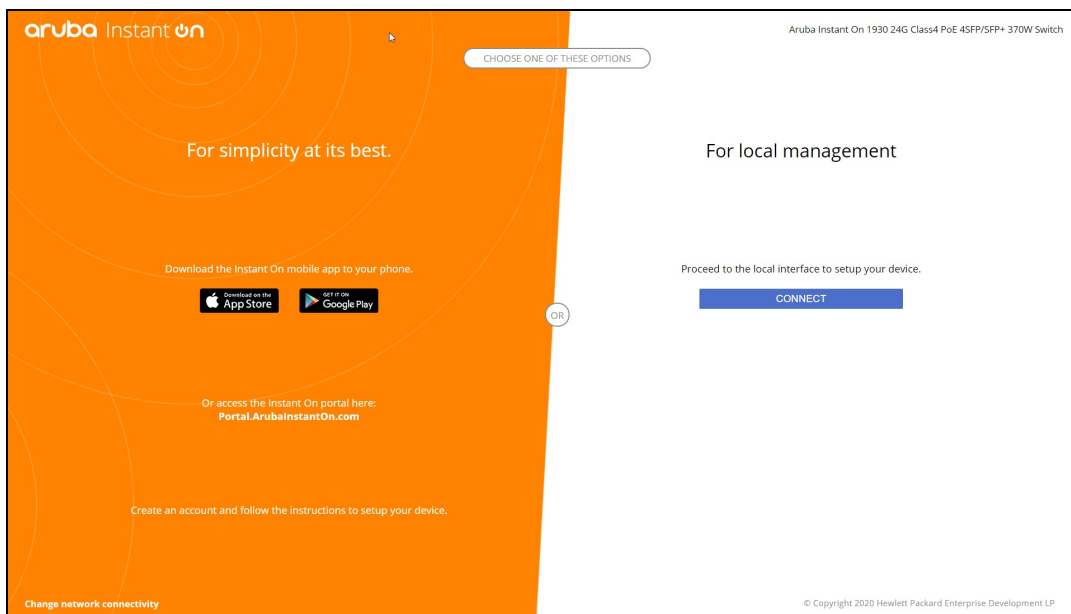 aruba Instant on
Aruba Instant On 1930 24G Class4 PoE 4SFP/SFP+ 370W Switch
CHOOSE ONE OF THESE OPTIONS
For simplicity at its best.
Download the Instant On mobile app to your phone.
Download on the
App Store
GET IT ON
Google Play
Or access the Instant On portal here:
Portal.ArubaInstantOn.com
Create an account and follow the instructions to setup your device.
Change network connectivity
OR
For local management
Proceed to the local interface to setup your device.
CONNECT
© Copyright 2020 Hewlett Packard Enterprise Development LP